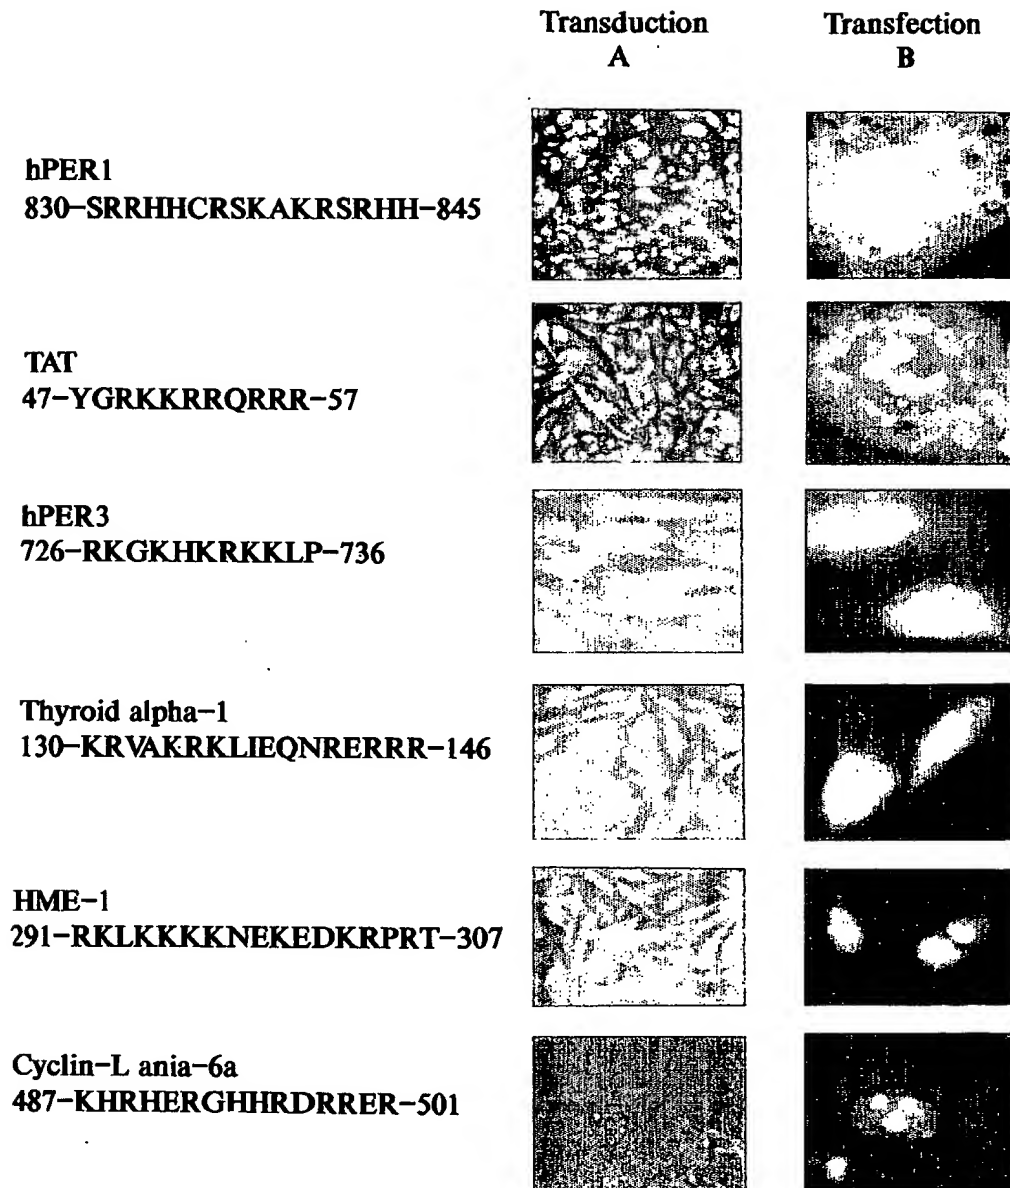 Transduction
A
Transfection
B
hPER1
830-SRRHHCRSKAKRSRHH-845
TAT
47-YGRKKRRQRRR-57
hPER3
726-RKGKHKRKKLP-736
Thyroid alpha-1
130-KRVAKRKLIEQNRERRR-146
HME-1
291-RKLKKKKNEKEDKRPRT-307
Cyclin-L ania-6a
487-KHRHERGHHRDRRER-501